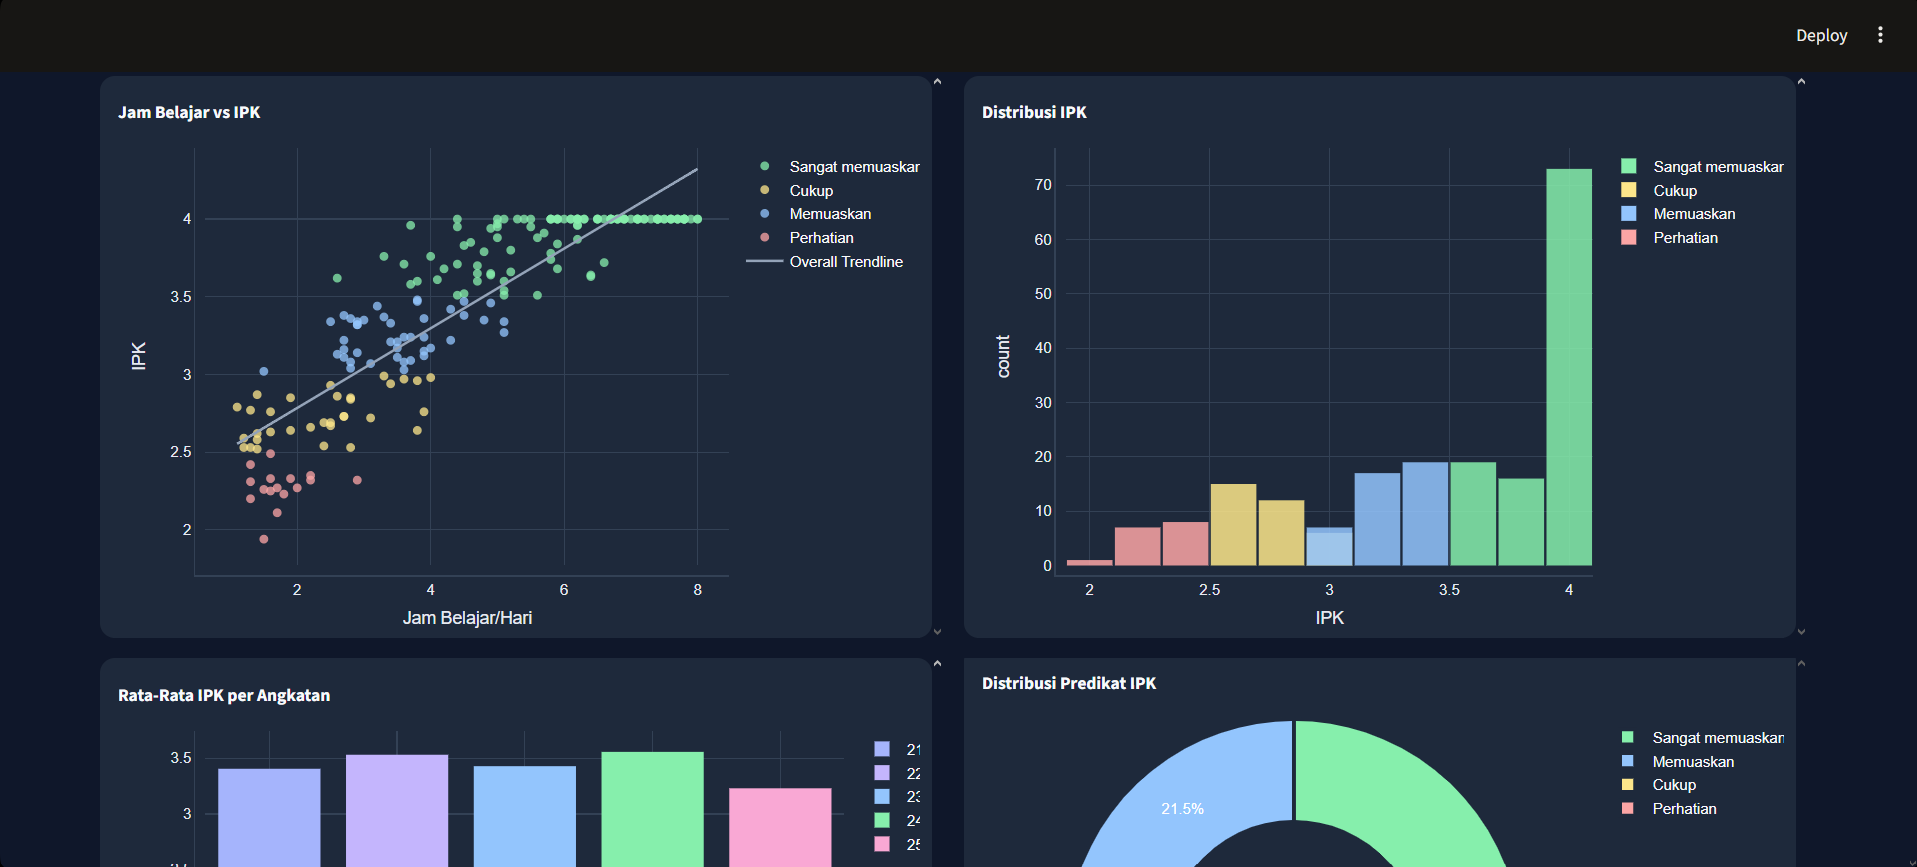 Deploy
Jam Belajar vs IPK
Sangat memuaskan
Cukup
Memuaskan
Perhatian
Overall Trendline
4
3.5
3
2.5
2
IPK
2
4
6
8
Jam Belajar/Hari
Distribusi IPK
Sangat memuaskan
Cukup
Memuaskan
Perhatian
70
60
50
40
30
20
10
0
count
2
2.5
3
3.5
4
IPK
Rata-Rata IPK per Angkatan
3.5
3
21
22
23
24
25
Distribusi Predikat IPK
21.5%
Sangat memuaskan
Memuaskan
Cukup
Perhatian